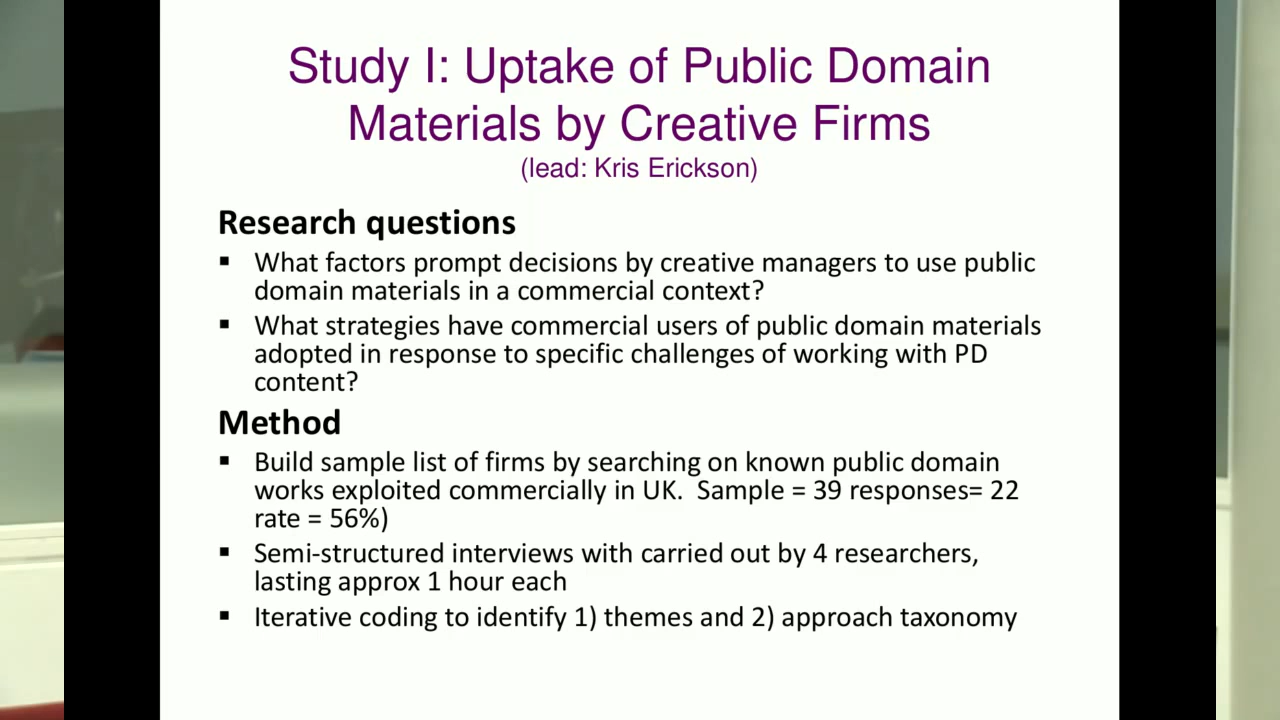 Study I: Uptake of Public Domain
Materials by Creative Firms
(lead: Kris Erickson)
Research questions
▪ What factors prompt decisions by creative managers to use public
domain materials in a commercial context?
▪ What strategies have commercial users of public domain materials
adopted in response to specific challenges of working with PD
content?
Method
▪ Build sample list of firms by searching on known public domain
works exploited commercially in UK.  Sample = 39 responses= 22
rate = 56%)
▪ Semi-structured interviews with carried out by 4 researchers,
lasting approx 1 hour each
▪ Iterative coding to identify 1) themes and 2) approach taxonomy